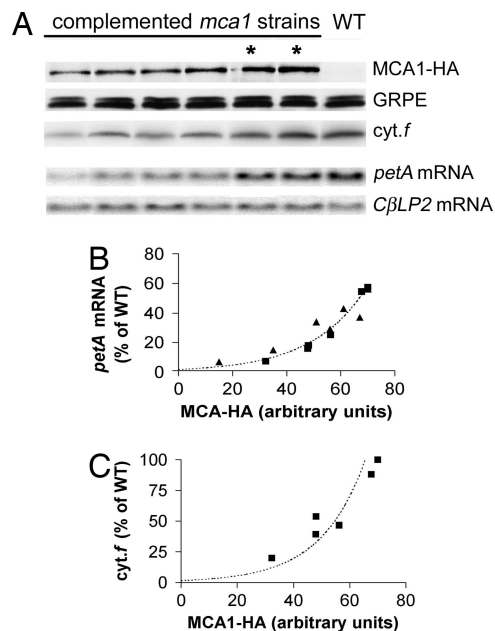 A
complemented mca1 strains WT
* *
MCA1-HA
GRPE
cyt.f
petA mRNA
CβLP2 mRNA
B
petA mRNA
(% of WT)
80
60
40
20
0
0 20 40 60 80
MCA-HA (arbitrary units)
C
cyt.f (% of WT)
100
75
50
25
0
0 20 40 60 80
MCA1-HA (arbitrary units)